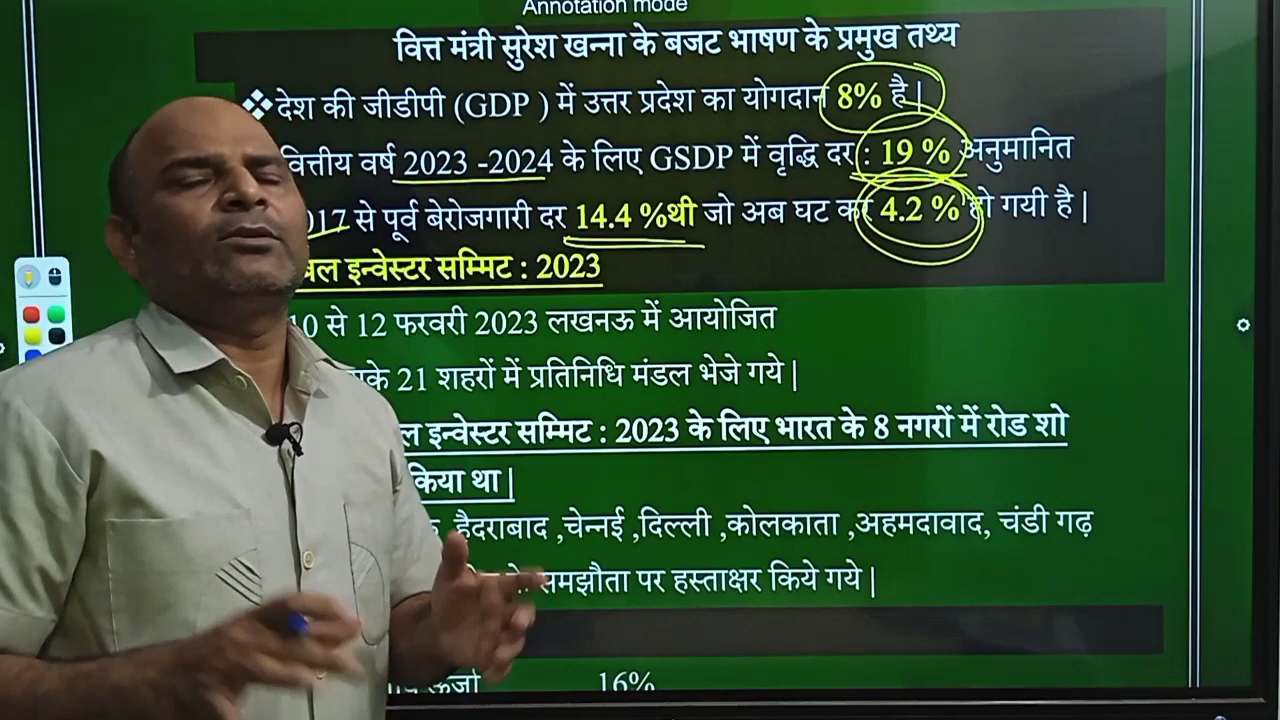 Annotation mode
वित्त मंत्री सुरेश खन्ना के बजट भाषण के प्रमुख तथ्य
❖देश की जीडीपी (GDP ) में उत्तर प्रदेश का योगदान 8% है |
वित्तीय वर्ष 2023 -2024 के लिए GSDP में वृद्धि दर : 19 % अनुमानित
से पूर्व बेरोजगारी दर 14.4 %थी जो अब घट कर 4.2 % हो गयी है |
इन्वेस्टर सम्मिट : 2023
10 से 12 फरवरी 2023 लखनऊ में आयोजित
21 शहरों में प्रतिनिधि मंडल भेजे गये |
इन्वेस्टर सम्मिट : 2023 के लिए भारत के 8 नगरों में रोड शो
किया था |
,हैदराबाद ,चेन्नई ,दिल्ली ,कोलकाता ,अहमदावाद, चंडी गढ़
समझौता पर हस्ताक्षर किये गये |
16%